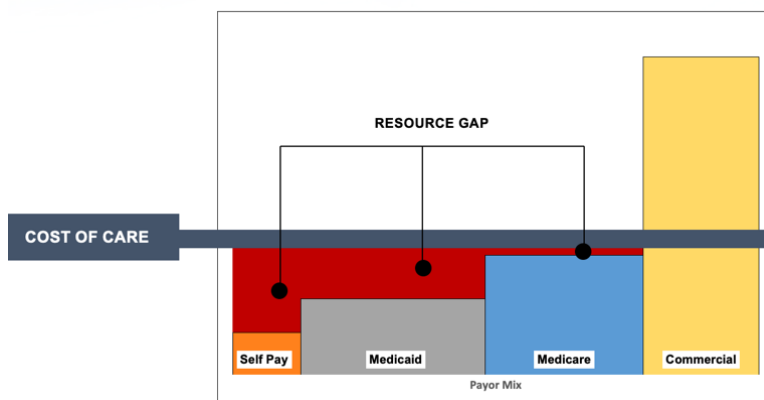 RESOURCE GAP
COST OF CARE
Self Pay
Medicaid
Medicare
Commercial
Payor Mix